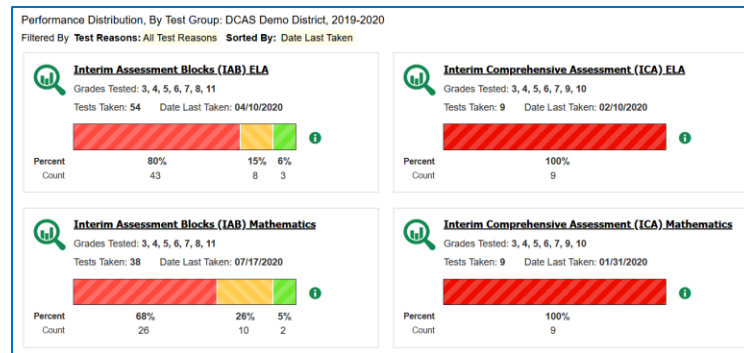 Performance Distribution, By Test Group: DCAS Demo District, 2019-2020
Filtered By Test Reasons: All Test Reasons Sorted By: Date Last Taken
Interim Assessment Blocks (IAB) ELA
Grades Tested: 3, 4, 5, 6, 7, 8, 11
Tests Taken: 54 Date Last Taken: 04/10/2020
Percent 80% 15% 6%
Count 43 8 3
Interim Comprehensive Assessment (ICA) ELA
Grades Tested: 3, 4, 5, 6, 7, 9, 10
Tests Taken: 9 Date Last Taken: 02/10/2020
Percent 100%
Count 9
Interim Assessment Blocks (IAB) Mathematics
Grades Tested: 3, 4, 5, 6, 7, 8, 11
Tests Taken: 38 Date Last Taken: 07/17/2020
Percent 68% 26% 5%
Count 26 10 2
Interim Comprehensive Assessment (ICA) Mathematics
Grades Tested: 3, 4, 5, 6, 7, 9, 10
Tests Taken: 9 Date Last Taken: 01/31/2020
Percent 100%
Count 9